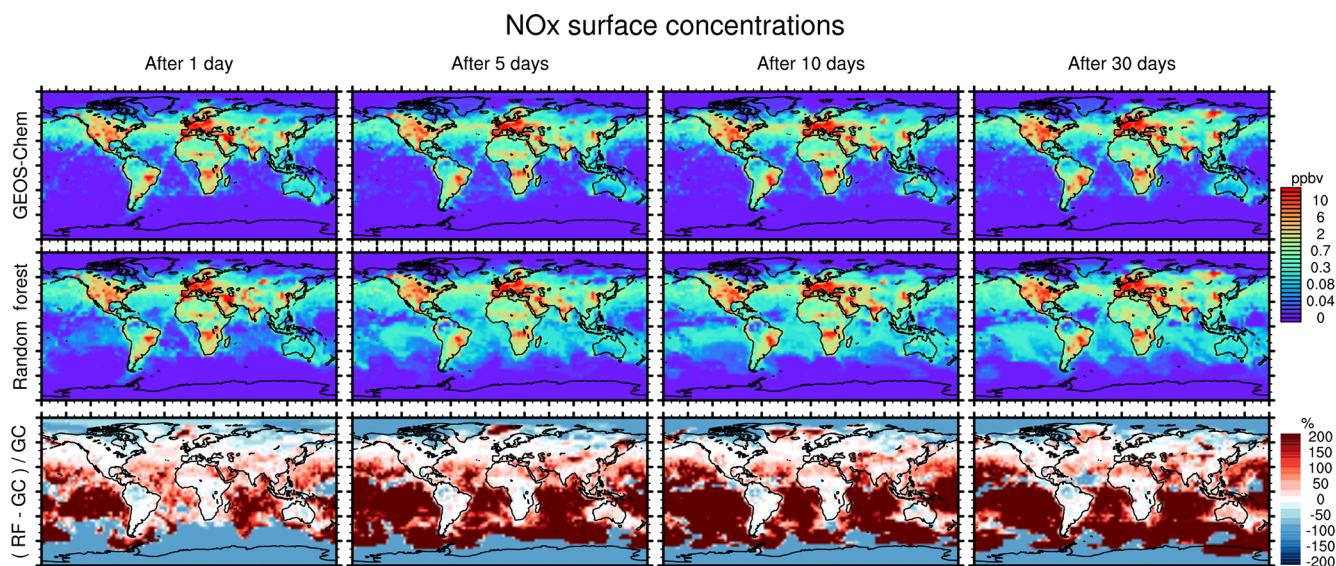 NOx surface concentrations
After 1 day
After 5 days
After 10 days
After 30 days
GEOS-Chem
ppbv
10
6
2
0.7
0.3
0.08
0.04
0
Random forest
( RF - GC ) / GC
%
200
150
100
50
0
-50
-100
-150
-200